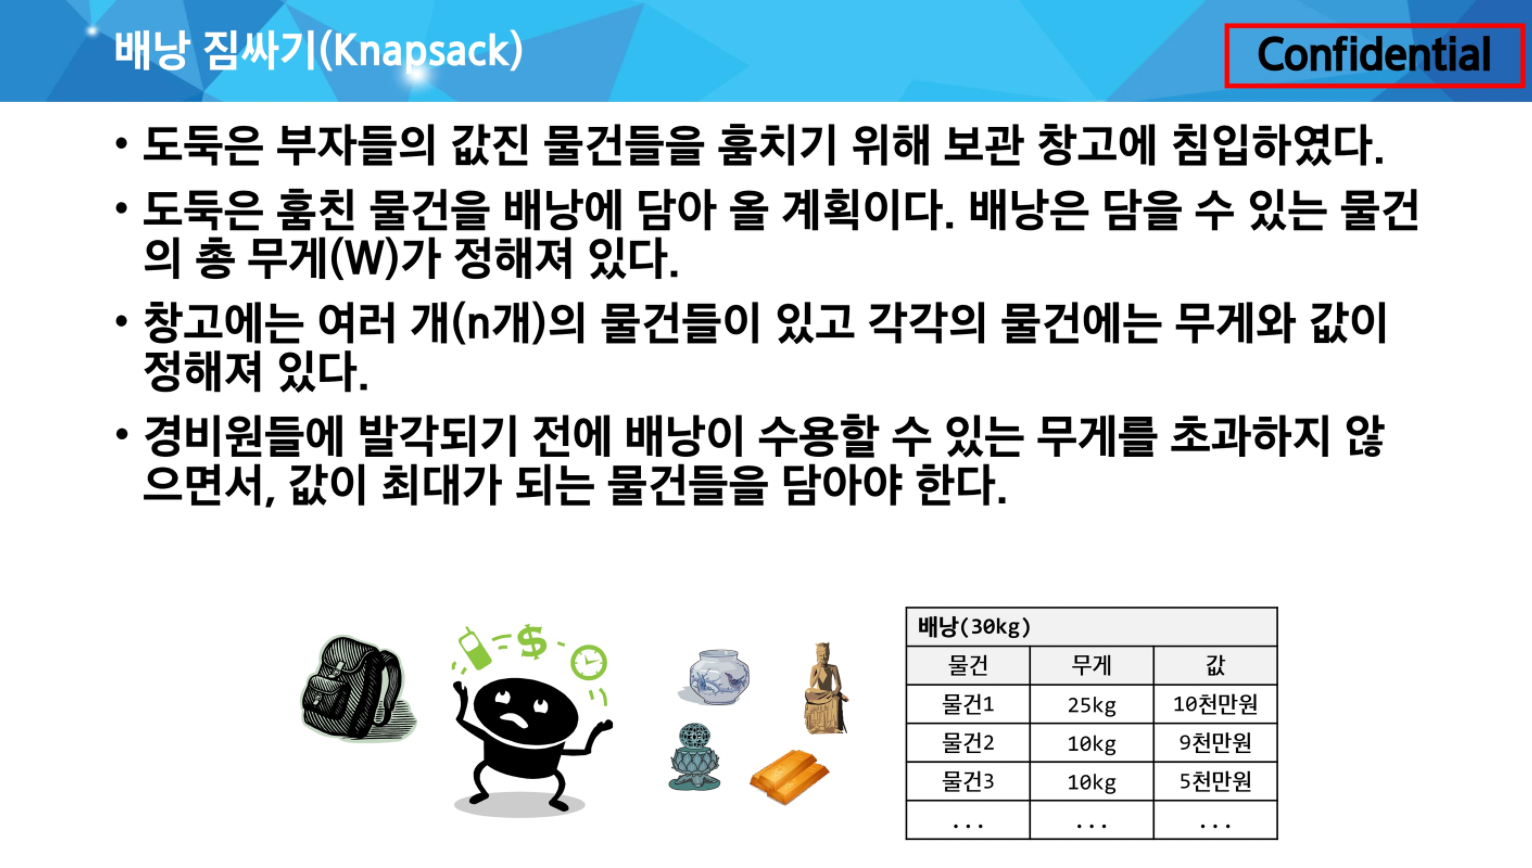 배낭 짐싸기(Knapsack)
Confidential
• 도둑은 부자들의 값진 물건들을 훔치기 위해 보관 창고에 침입하였다.
• 도둑은 훔친 물건을 배낭에 담아 올 계획이다. 배낭은 담을 수 있는 물건
의 총 무게(W)가 정해져 있다.
• 창고에는 여러 개(n개)의 물건들이 있고 각각의 물건에는 무게와 값이
정해져 있다.
• 경비원들에 발각되기 전에 배낭이 수용할 수 있는 무게를 초과하지 않
으면서, 값이 최대가 되는 물건들을 담아야 한다.
$
배낭(30kg)
물건 무게 값
물건1 25kg 10천만원
물건2 10kg 9천만원
물건3 10kg 5천만원
... ... ...